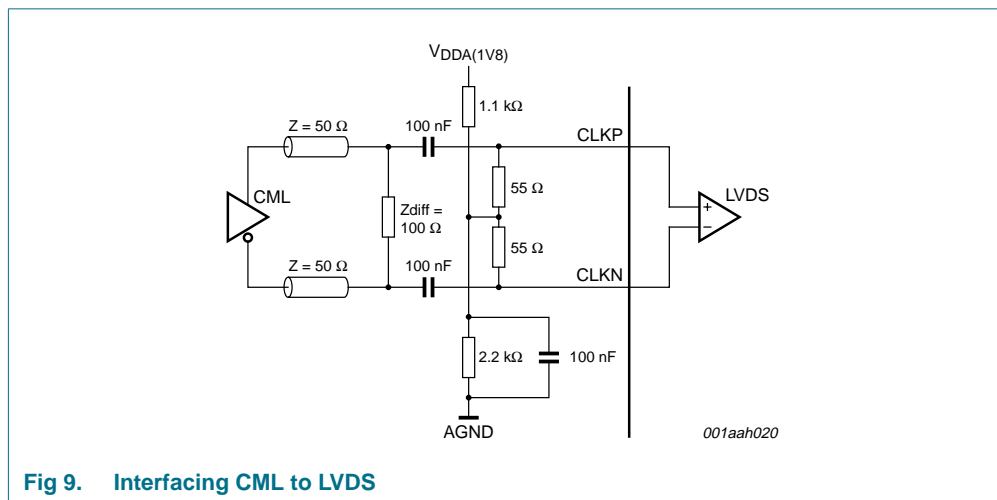 VDDA(1V8)
1.1 kΩ
Z = 50 Ω
100 nF
CLKP
CML
55 Ω
LVDS
Zdiff =
100 Ω
+
−
55 Ω
Z = 50 Ω
100 nF
CLKN
2.2 kΩ
100 nF
AGND
001aah020
Fig 9. Interfacing CML to LVDS